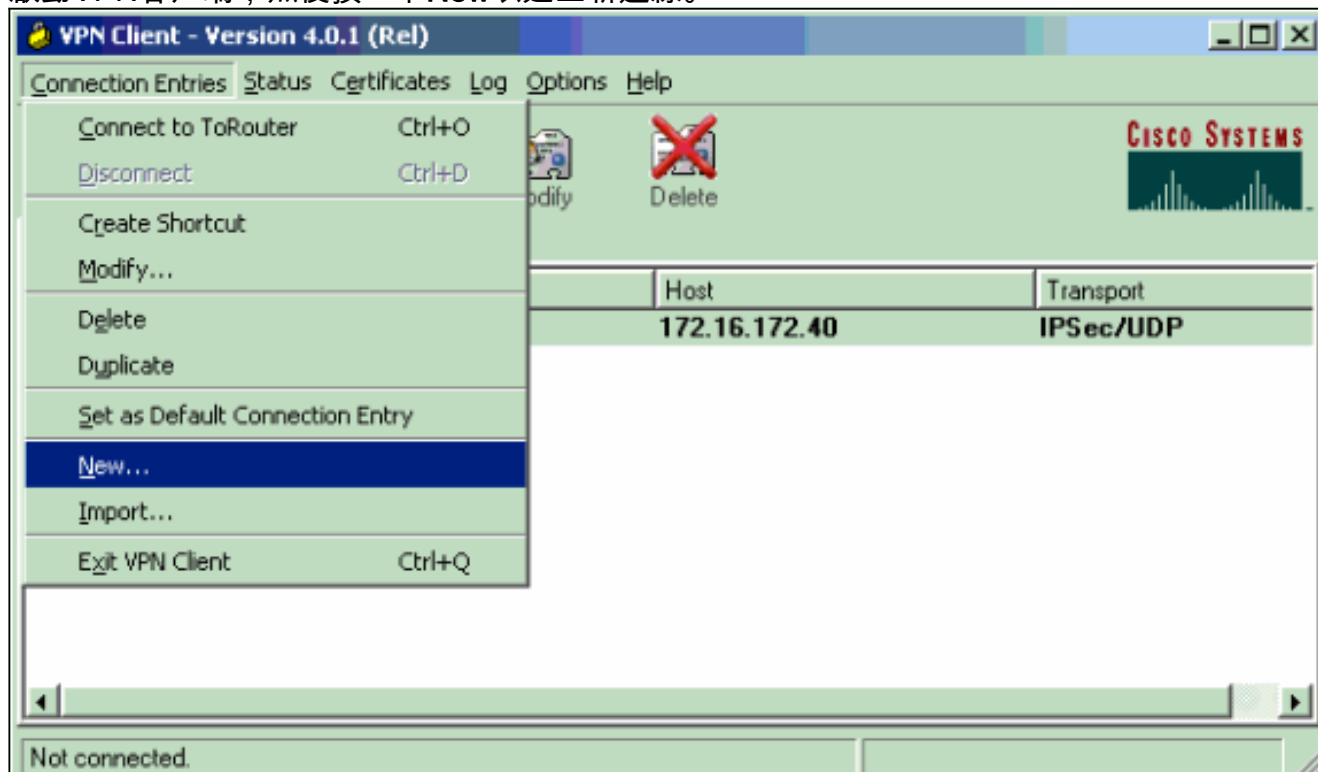 VPN Client - Version 4.0.1 (Rel)
Connection Entries Status Certificates Log Options Help
Connect to ToRouter Ctrl+O
Disconnect Ctrl+D
Create Shortcut
Modify...
Delete
Duplicate
Set as Default Connection Entry
New...
Import...
Exit VPN Client Ctrl+Q
Delete
CISCO SYSTEMS
Host Transport
172.16.172.40 IPSec/UDP
Not connected.